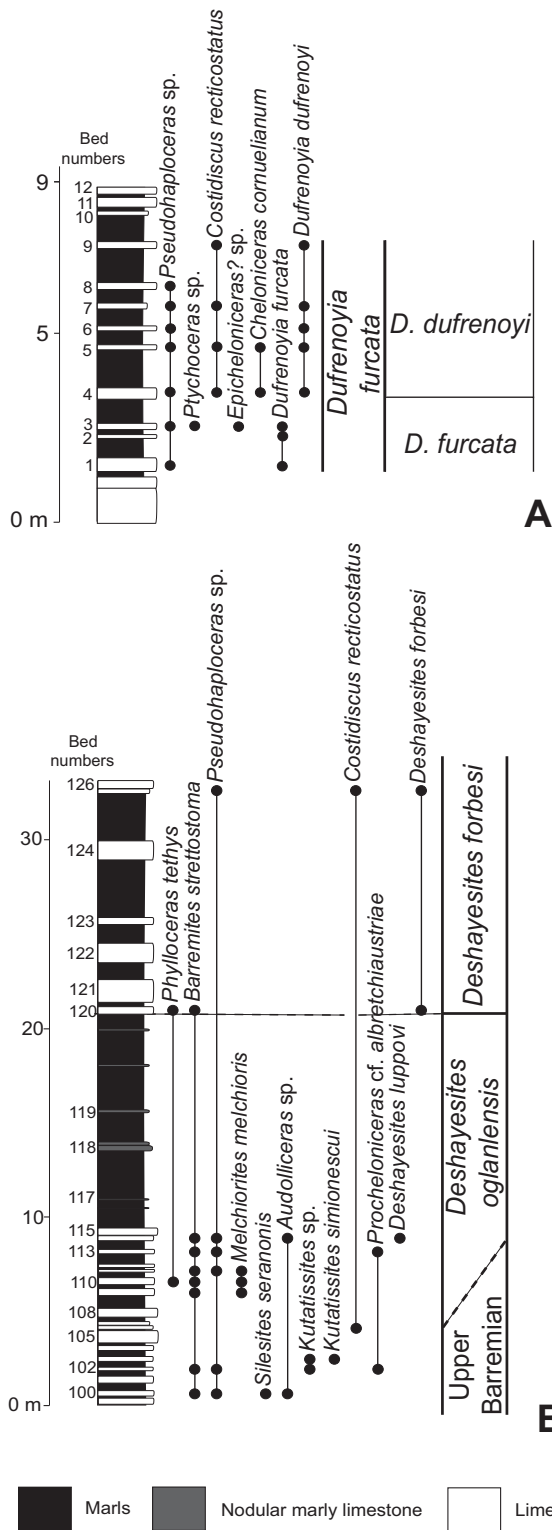 Bed
numbers
9
5
0 m
12
11
10
9
8
7
6
5
4
3
2
1
Pseudohaploceras sp.
Ptychoceras sp.
Costidiscus recticostatus
Epicheloniceras? sp.
Cheloniceras cornuelianum
Dufrenoyia furcata
Dufrenoyia dufrenoyi
Dufrenoyia
furcata
D. dufrenoyi
D. furcata
A
Bed
numbers
30
20
10
0 m
126
124
123
122
121
120
119
118
117
115
113
110
108
105
102
100
Phylloceras tethys
Barremites strettostoma
Pseudohaploceras sp.
Melchiorites melchioris
Silesites seranonis
Audolliceras sp.
Kutatissites sp.
Kutatissites simionescui
Costidiscus recticostatus
Procheloniceras cf. albretchiaustriae
Deshayesites luppovi
Deshayesites forbesi
Deshayesites forbesi
Deshayesites
oglanlensis
Upper
Barremian
Marls
Nodular marly limestone
Lime